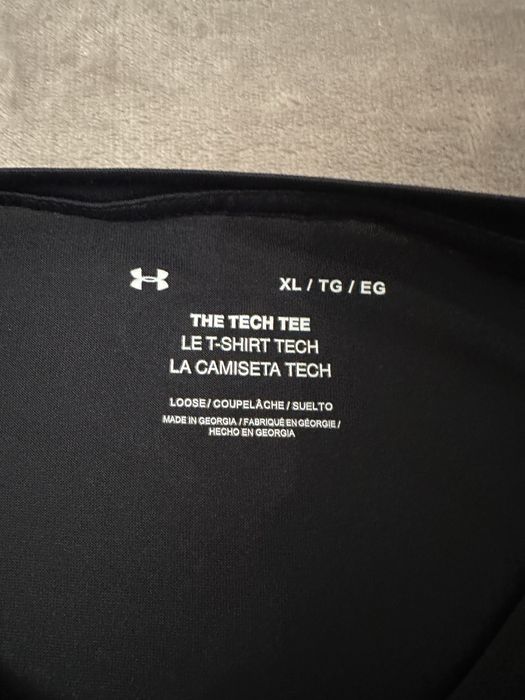 XL / TG / EG
THE TECH TEE
LE T-SHIRT TECH
LA CAMISETA TECH
LOOSE / COUPELÂCHE / SUELTO
MADE IN GEORGIA / FABRIQUÉ EN GÉORGIE /
HECHO EN GEORGIA